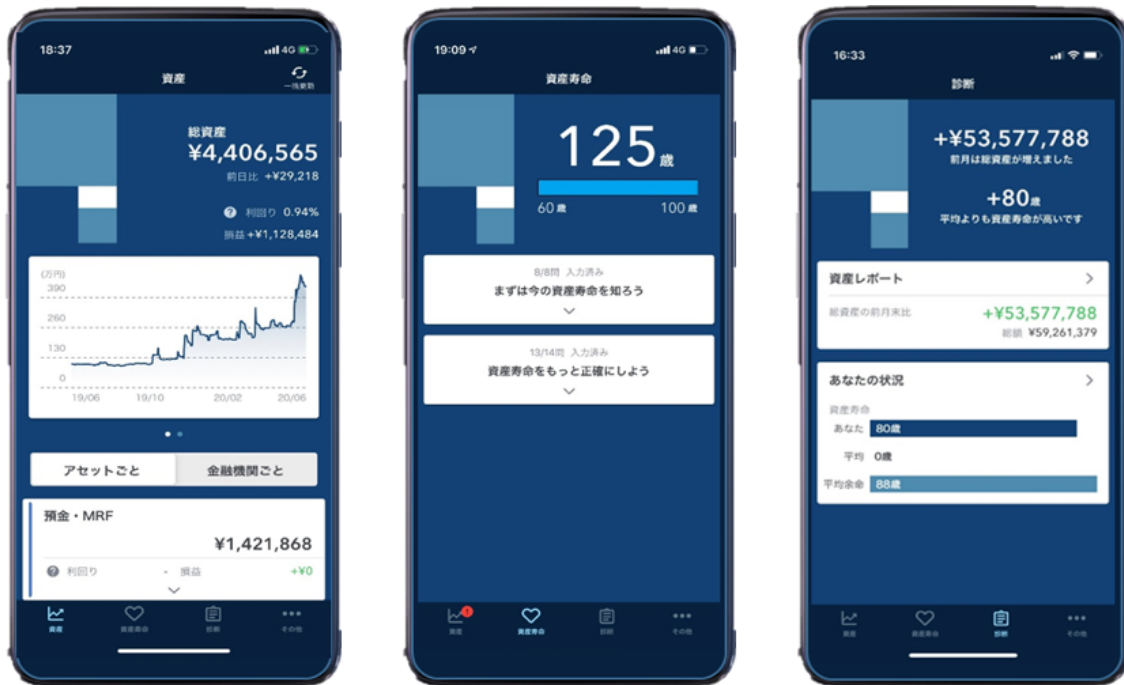 18:37
4G
資産
一括更新
総資産
¥4,406,565
前日比 +¥29,218
? 利回り 0.94%
損益 +¥1,128,484
(万円)
390
260
130
0
19/06 19/10 20/02 20/06
アセットごと 金融機関ごと
預金・MRF
¥1,421,868
? 利回り - 損益 +¥0
資産 資産寿命 診断 その他
19:09
4G
資産寿命
125歳
60歳 100歳
8/8問 入力済み
まずは今の資産寿命を知ろう
13/14問 入力済み
資産寿命をもっと正確にしよう
1
資産 資産寿命 診断 その他
16:33
診断
+¥53,577,788
前月は総資産が増えました
+80歳
平均よりも資産寿命が高いです
資産レポート
総資産の前月末比 +¥53,577,788
総額 ¥59,261,379
あなたの状況
資産寿命
あなた 80歳
平均 0歳
平均余命 88歳
資産 資産寿命 診断 その他